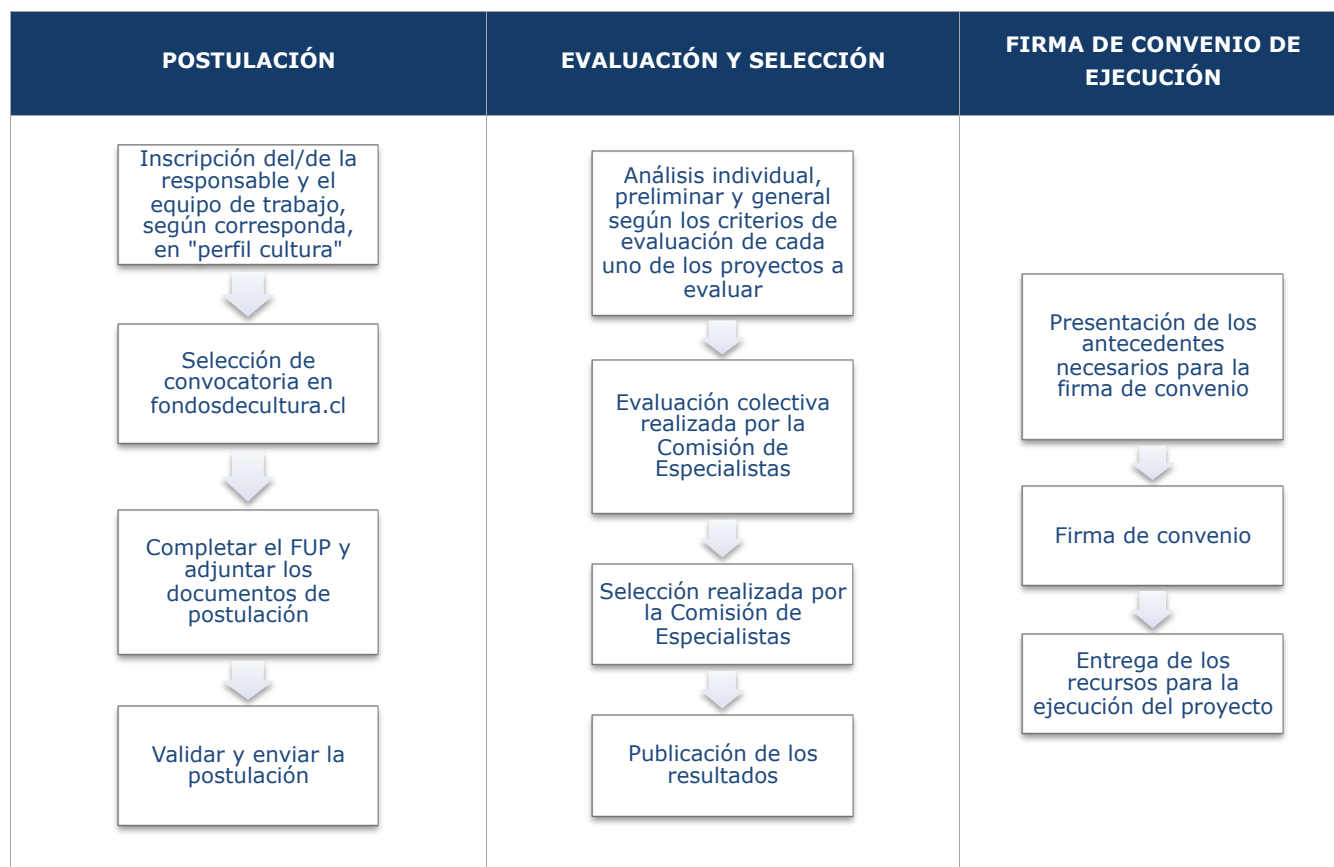 POSTULACIÓN
Inscripción del/de la
responsable y el
equipo de trabajo,
según corresponda,
en "perfil cultura"
Selección de
convocatoria en
fondosdecultura.cl
Completar el FUP y
adjuntar los
documentos de
postulación
Validar y enviar la
postulación
EVALUACIÓN Y SELECCIÓN
Análisis individual,
preliminar y general
según los criterios de
evaluación de cada
uno de los proyectos a
evaluar
Evaluación colectiva
realizada por la
Comisión de
Especialistas
Selección realizada por
la Comisión de
Especialistas
Publicación de los
resultados
FIRMA DE CONVENIO DE
EJECUCIÓN
Presentación de los
antecedentes
necesarios para la
firma de convenio
Firma de convenio
Entrega de los
recursos para la
ejecución del proyecto